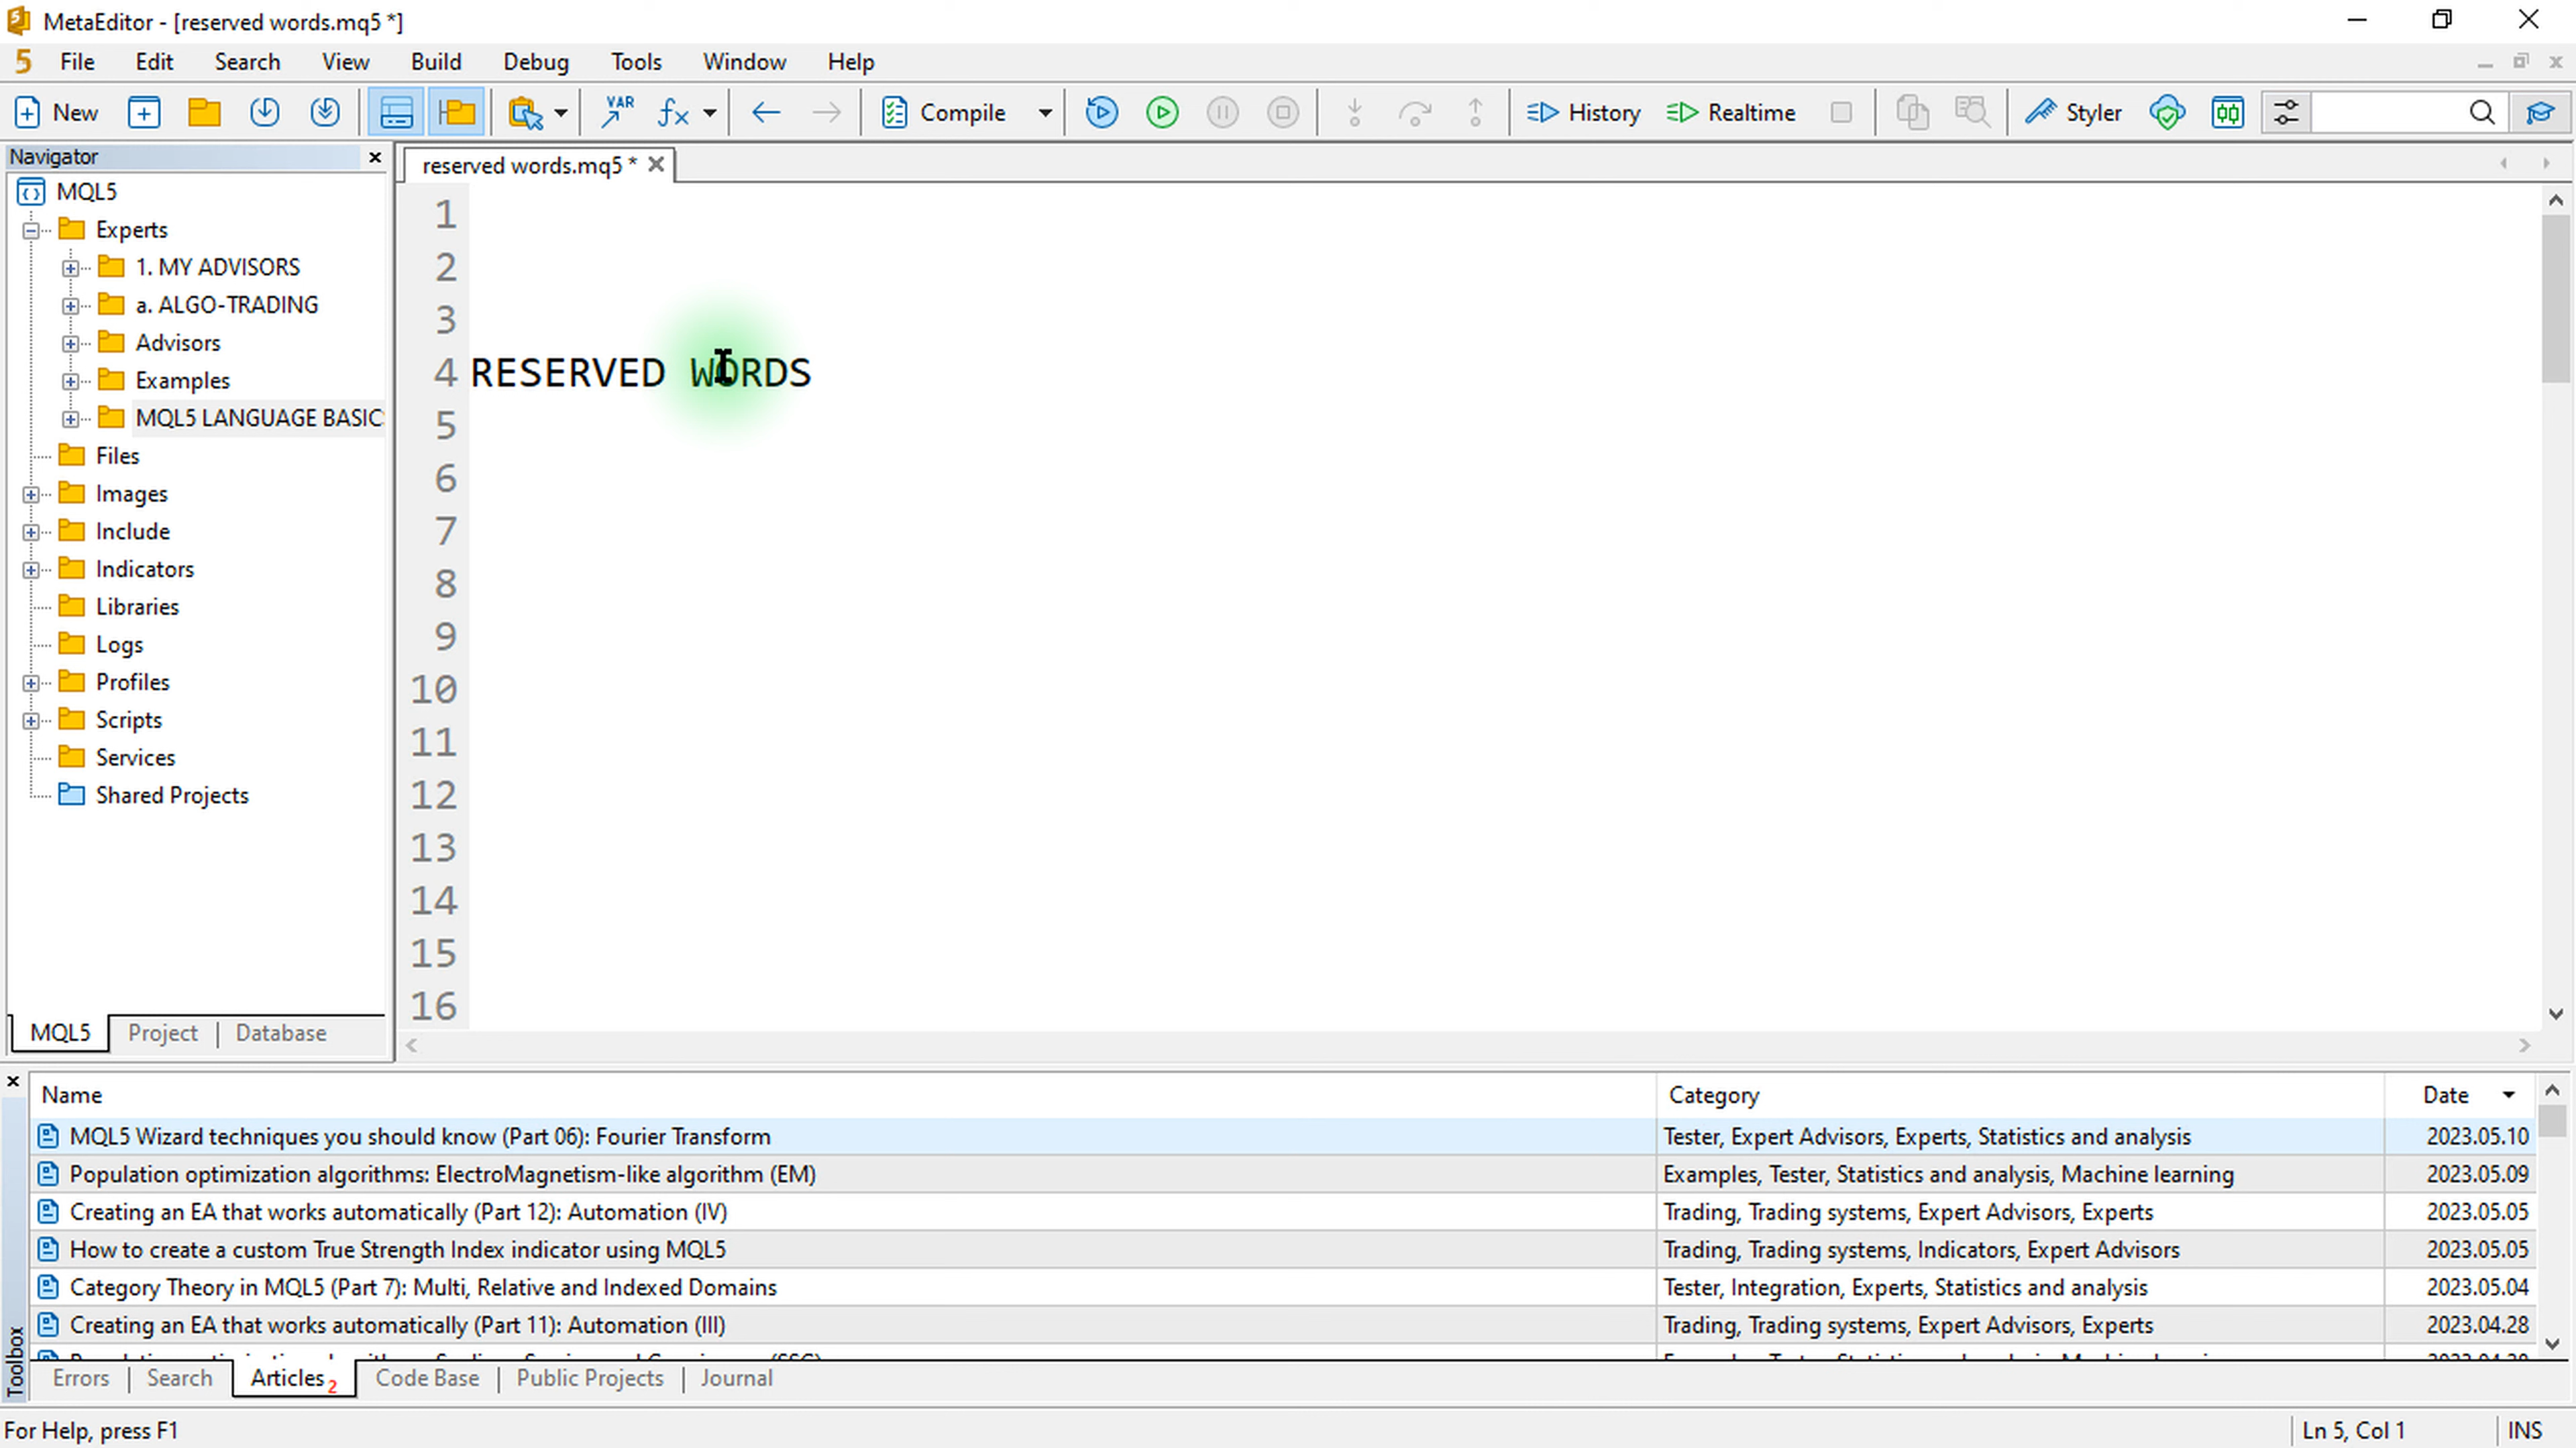 MetaEditor - [reserved words.mq5 *]
5 File Edit Search View Build Debug Tools Window Help
New VAR fx Compile History Realtime Styler
Navigator
reserved words.mq5 *
MQL5
Experts
1. MY ADVISORS
a. ALGO-TRADING
Advisors
Examples
MQL5 LANGUAGE BASIC
Files
Images
Include
Indicators
Libraries
Logs
Profiles
Scripts
Services
Shared Projects
MQL5 Project Database
1
2
3
4 RESERVED WORDS
5
6
7
8
9
10
11
12
13
14
15
16
Name Category Date
MQL5 Wizard techniques you should know (Part 06): Fourier Transform Tester, Expert Advisors, Experts, Statistics and analysis 2023.05.10
Population optimization algorithms: ElectroMagnetism-like algorithm (EM) Examples, Tester, Statistics and analysis, Machine learning 2023.05.09
Creating an EA that works automatically (Part 12): Automation (IV) Trading, Trading systems, Expert Advisors, Experts 2023.05.05
How to create a custom True Strength Index indicator using MQL5 Trading, Trading systems, Indicators, Expert Advisors 2023.05.05
Category Theory in MQL5 (Part 7): Multi, Relative and Indexed Domains Tester, Integration, Experts, Statistics and analysis 2023.05.04
Creating an EA that works automatically (Part 11): Automation (III) Trading, Trading systems, Expert Advisors, Experts 2023.04.28
Toolbox
Errors Search Articles 2 Code Base Public Projects Journal
For Help, press F1 Ln 5, Col 1 INS